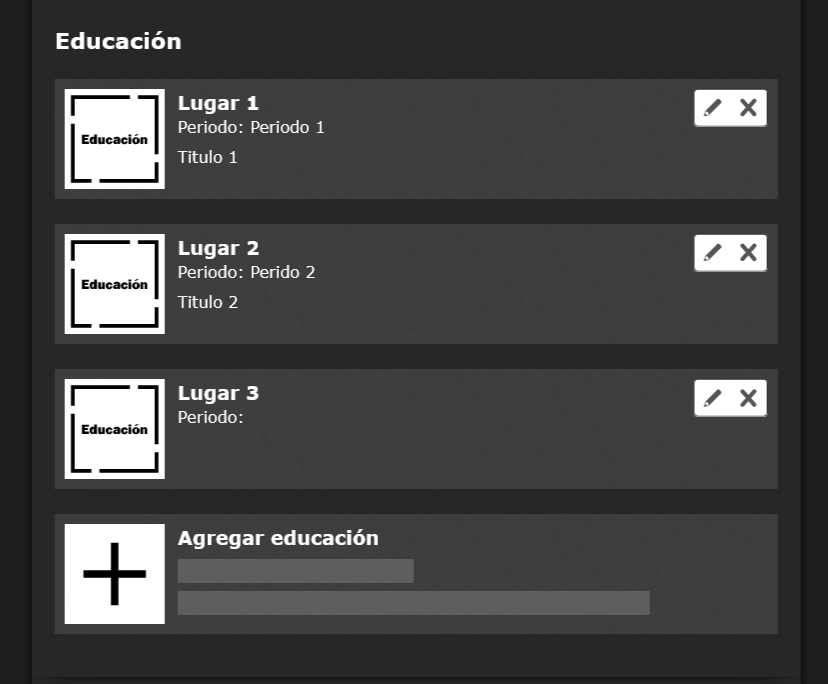 Educación
Educación
Lugar 1
Periodo: Periodo 1
Titulo 1
Educación
Lugar 2
Periodo: Perido 2
Titulo 2
Educación
Lugar 3
Periodo:
Agregar educación